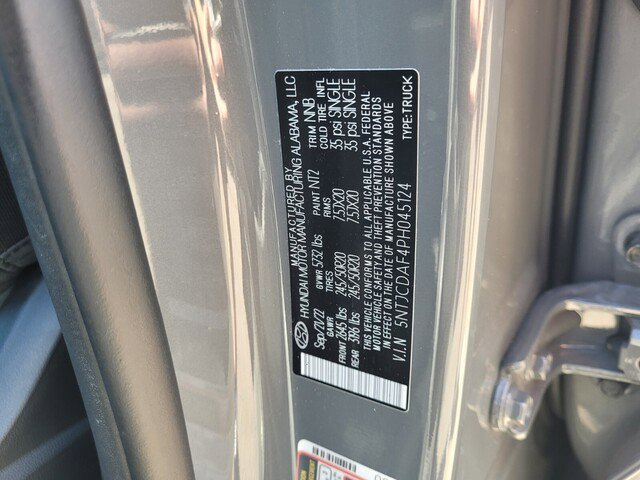 MANUFACTURED BY
HYUNDAI MOTOR MANUFACTURING ALABAMA, LLC
Sep/21/22 GVWR 5732 lbs PAINT NT2 TRIM NNB
GAWR TIRES RIMS COLD TIRE INFL
FRONT 2645 lbs 245/50R20 7.5JX20 35 psi SINGLE
REAR 3196 lbs 245/50R20 7.5JX20 35 psi SINGLE
THIS VEHICLE CONFORMS TO ALL APPLICABLE U.S.A. FEDERAL
MOTOR VEHICLE SAFETY AND THEFT PREVENTION STANDARDS
IN EFFECT ON THE DATE OF MANUFACTURE SHOWN ABOVE
V.I.N 5NTJCDAF4PH045124 TYPE:TRUCK